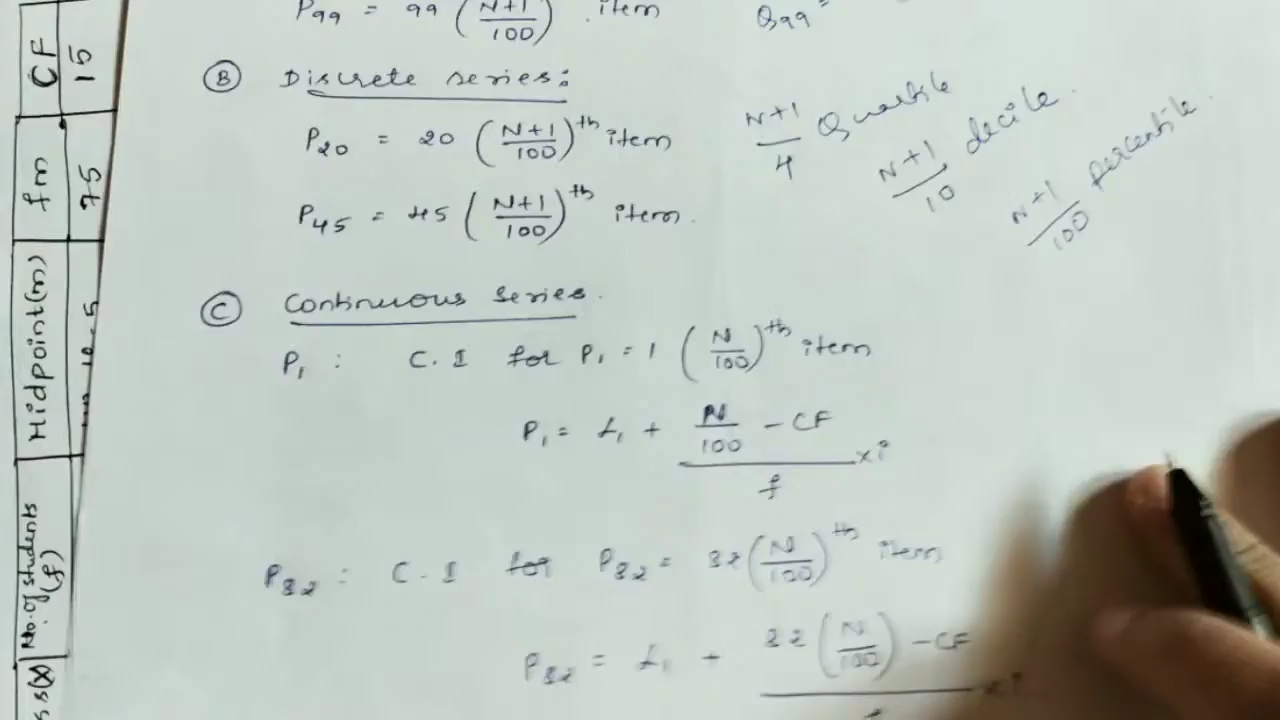 P99 = 99 (N+1/100) item
Q99 =
(B) Discrete series:
P20 = 20 (N+1/100)th item
P45 = 45 (N+1/100)th item.
N+1/4 Quartile
N+1/10 decile.
N+1/100 percentile.
(C) Continuous series.
P1 : C.I for P1 = 1 (N/100)th item
P1 = L1 + N/100 - CF
f
×i
P32 : C.I for P32 = 32 (N/100)th item
P32 = L1 + 32 (N/100) - CF
×i
s(X)
No. of students (f)
Midpoint(m)
fm
CF
75
15